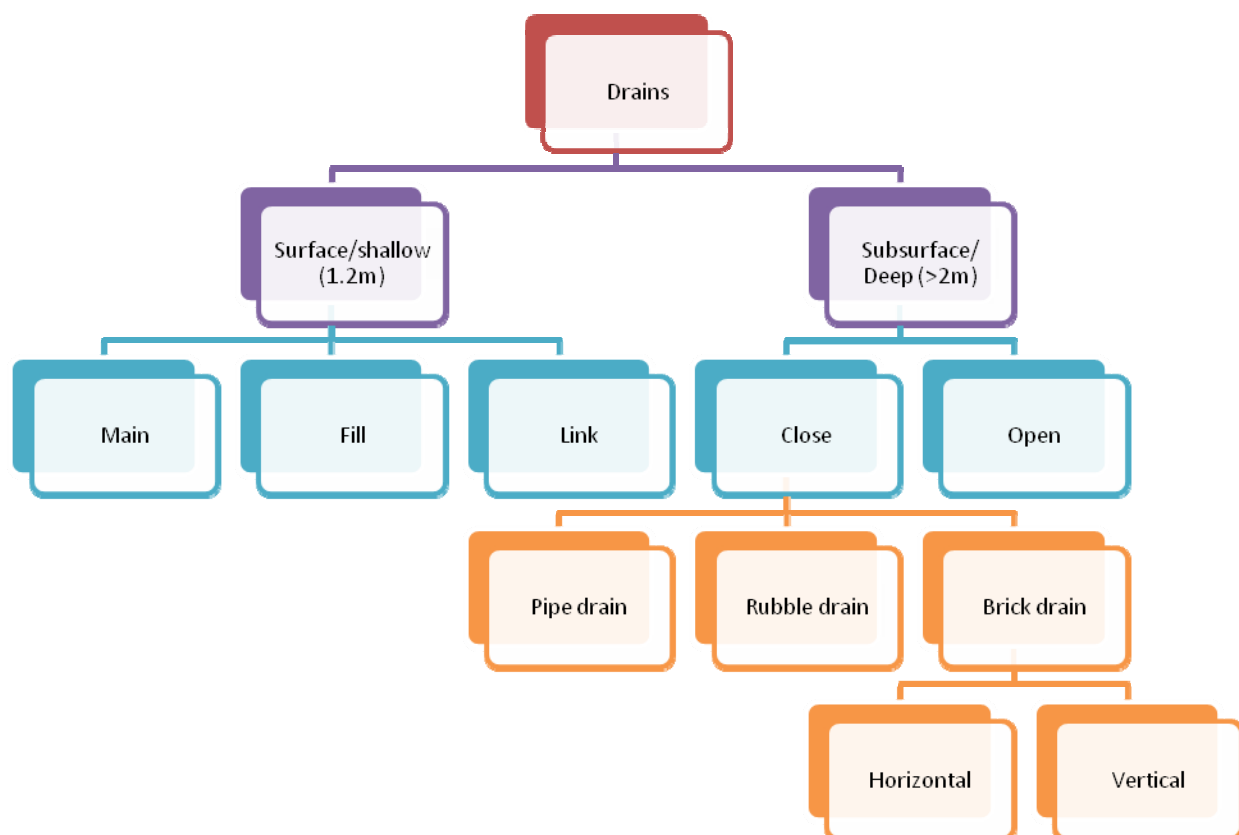 Drains
Surface/shallow
(1.2m)
Subsurface/
Deep (>2m)
Main
Fill
Link
Close
Open
Pipe drain
Rubble drain
Brick drain
Horizontal
Vertical